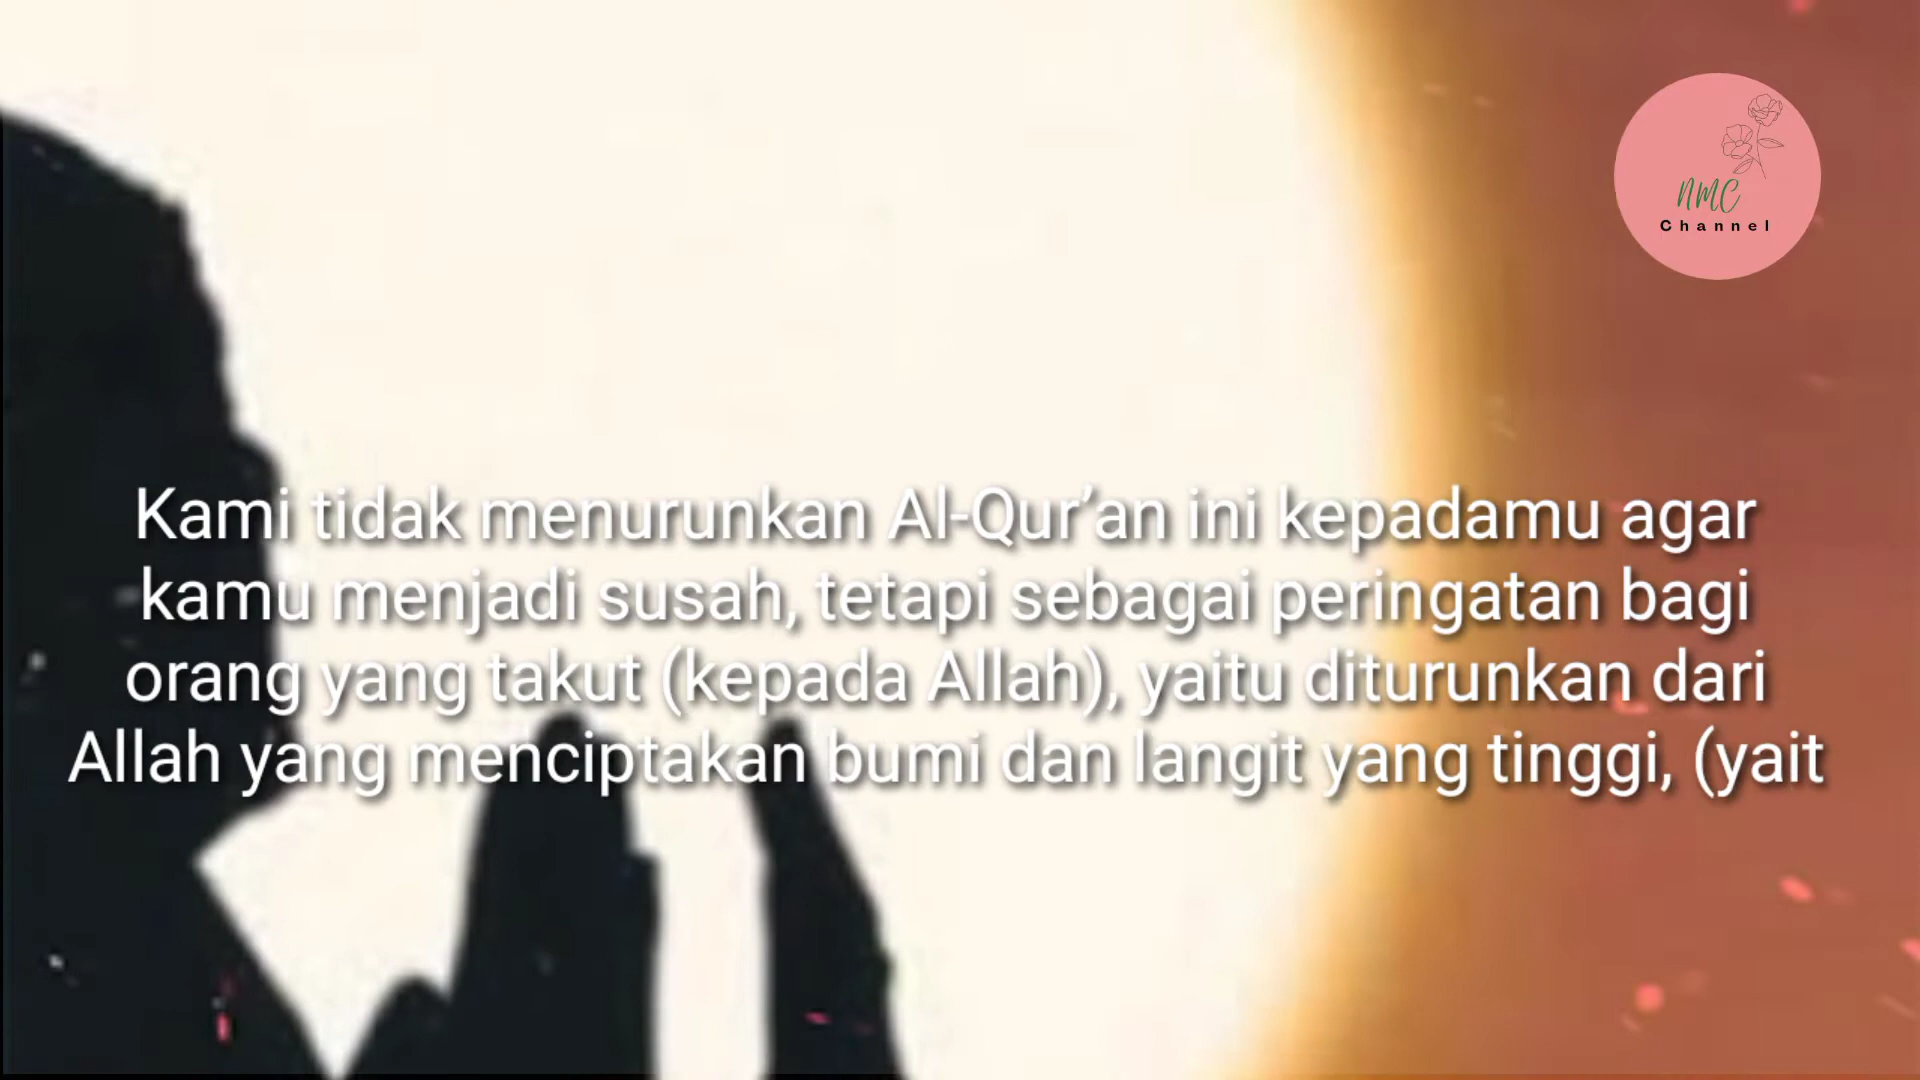 NMC
Channel
Kami tidak menurunkan Al-Qur’an ini kepadamu agar
kamu menjadi susah, tetapi sebagai peringatan bagi
orang yang takut (kepada Allah), yaitu diturunkan dari
Allah yang menciptakan bumi dan langit yang tinggi, (yait